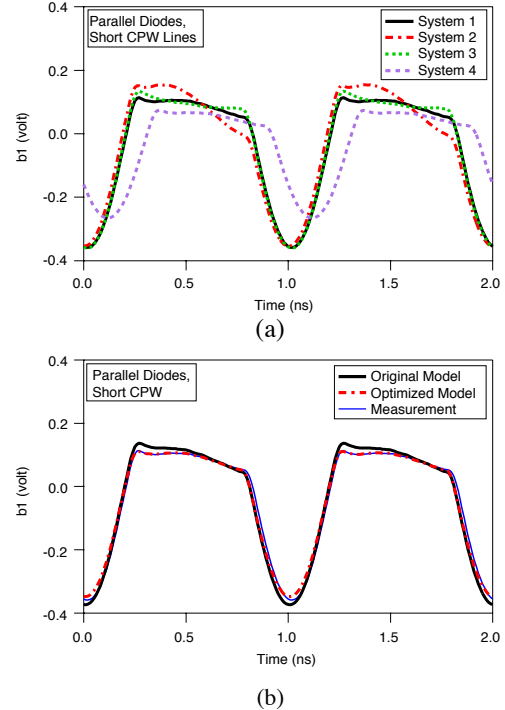 Parallel Diodes,
Short CPW Lines
System 1
System 2
System 3
System 4
b1 (volt)
0.4
0.2
0.0
-0.2
-0.4
0.0
0.5
1.0
1.5
2.0
Time (ns)
(a)
Parallel Diodes,
Short CPW
Original Model
Optimized Model
Measurement
b1 (volt)
0.4
0.2
0.0
-0.2
-0.4
0.0
0.5
1.0
1.5
2.0
Time (ns)
(b)